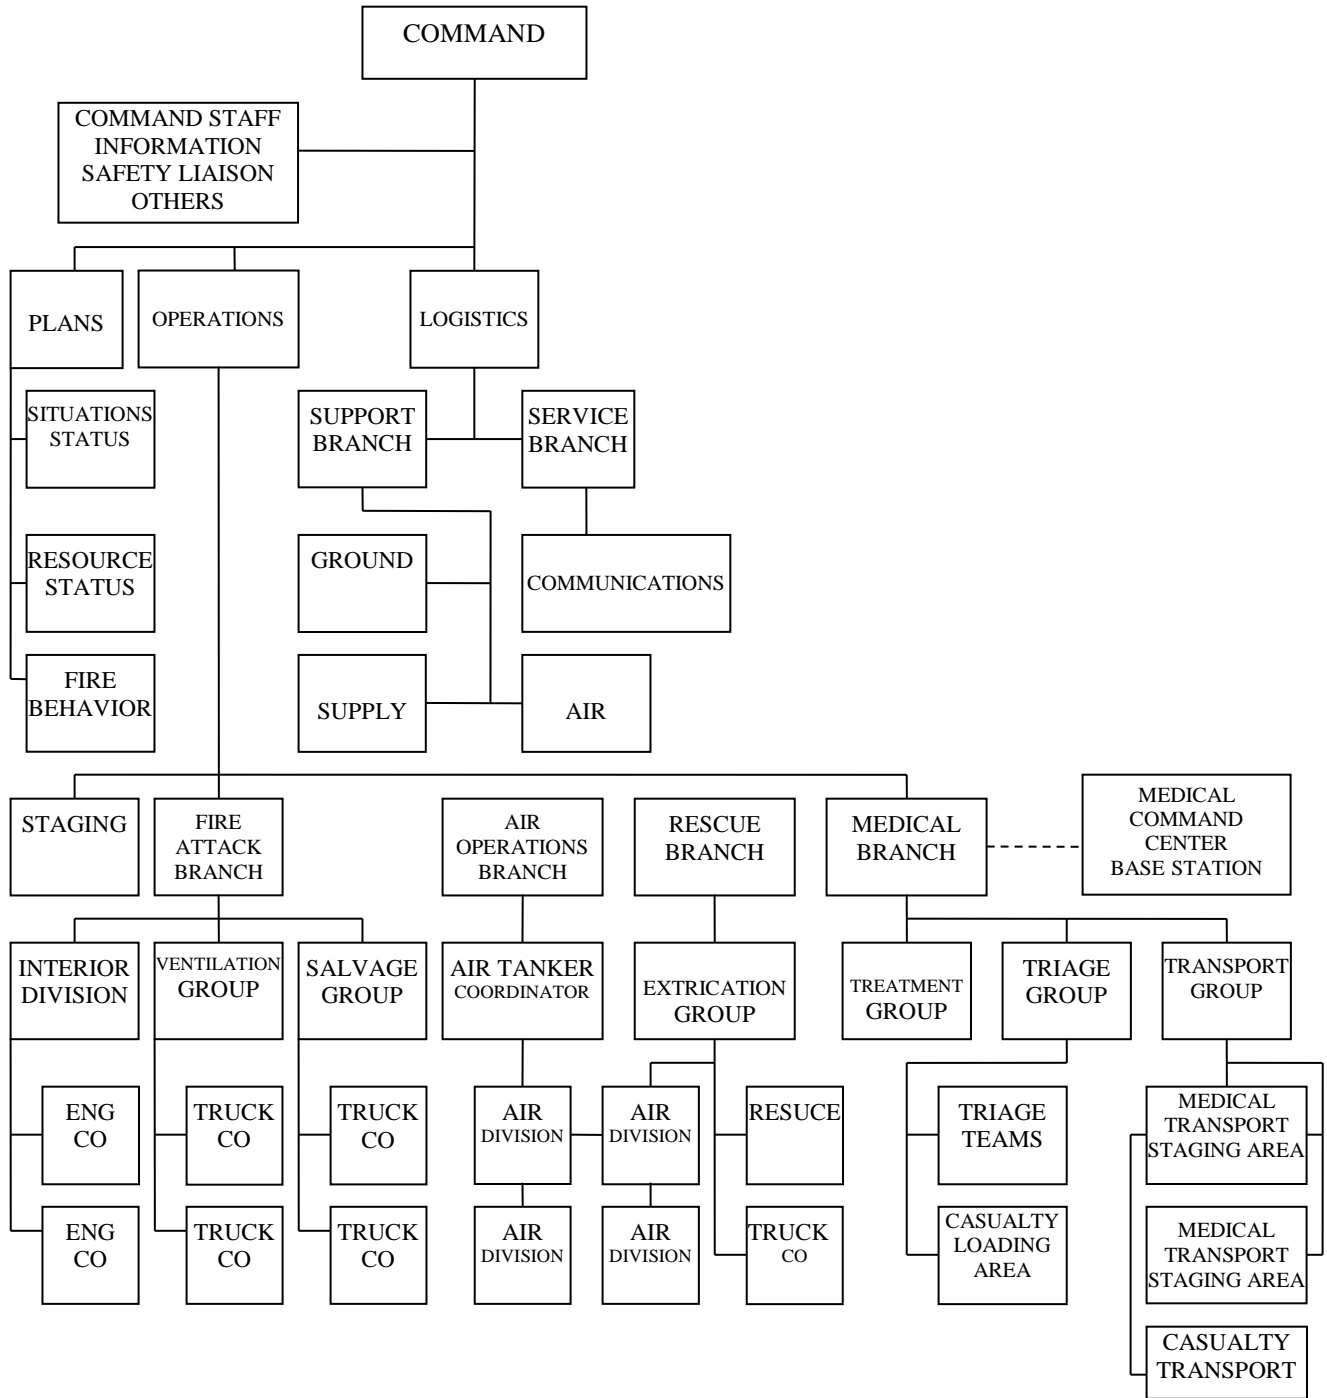 COMMAND
COMMAND STAFF
INFORMATION
SAFETY LIAISON
OTHERS
PLANS
OPERATIONS
LOGISTICS
SITUATIONS
STATUS
SUPPORT
BRANCH
SERVICE
BRANCH
RESOURCE
STATUS
GROUND
COMMUNICATIONS
FIRE
BEHAVIOR
SUPPLY
AIR
STAGING
FIRE
ATTACK
BRANCH
AIR
OPERATIONS
BRANCH
RESCUE
BRANCH
MEDICAL
BRANCH
MEDICAL
COMMAND
CENTER
BASE STATION
INTERIOR
DIVISION
VENTILATION
GROUP
SALVAGE
GROUP
AIR TANKER
COORDINATOR
EXTRICATION
GROUP
TREATMENT
GROUP
TRIAGE
GROUP
TRANSPORT
GROUP
ENG
CO
TRUCK
CO
TRUCK
CO
AIR
DIVISION
AIR
DIVISION
RESUCE
TRIAGE
TEAMS
MEDICAL
TRANSPORT
STAGING AREA
ENG
CO
TRUCK
CO
TRUCK
CO
AIR
DIVISION
AIR
DIVISION
TRUCK
CO
CASUALTY
LOADING
AREA
MEDICAL
TRANSPORT
STAGING AREA
CASUALTY
TRANSPORT